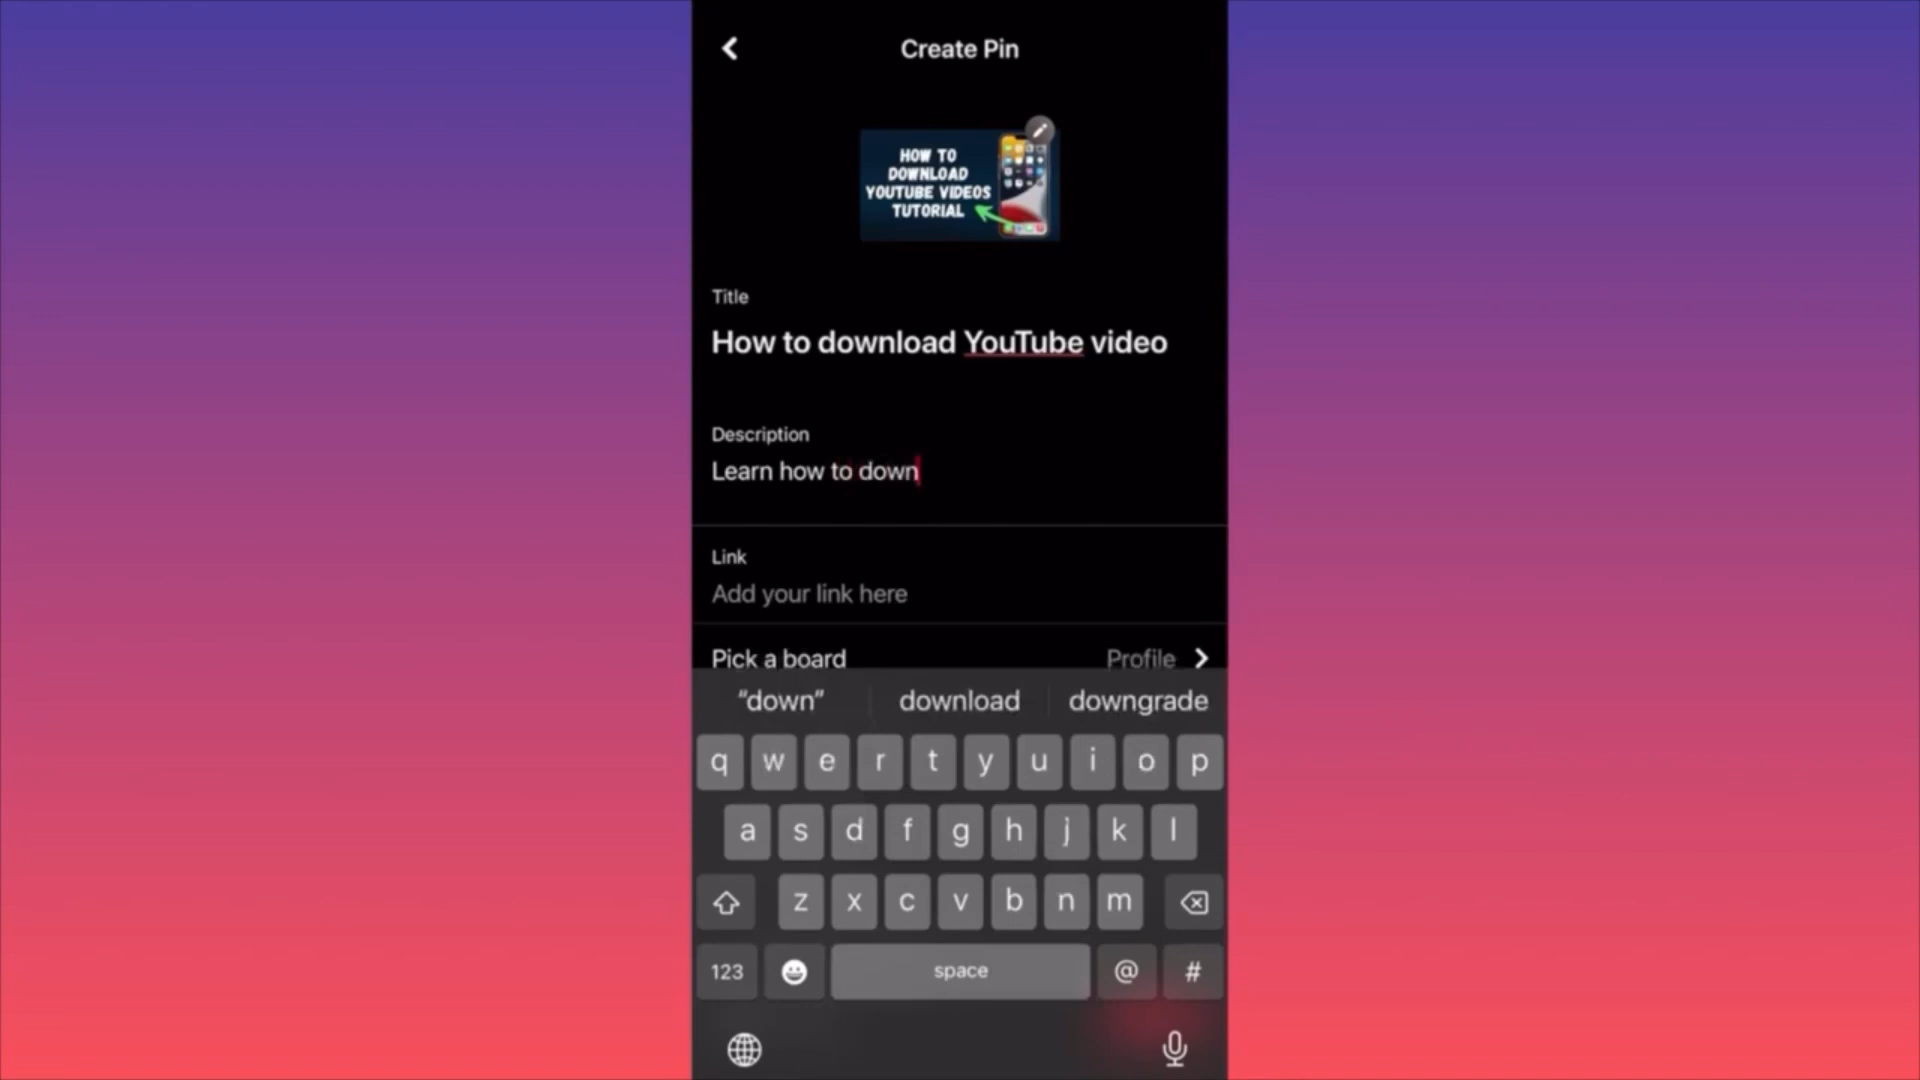 Create Pin
HOW TO
DOWNLOAD
YOUTUBE VIDEOS
TUTORIAL
Title
How to download YouTube video
Description
Learn how to down
Link
Add your link here
Pick a board Profile
“down” download downgrade
q w e r t y u i o p
a s d f g h j k l
z x c v b n m
123 space @ #